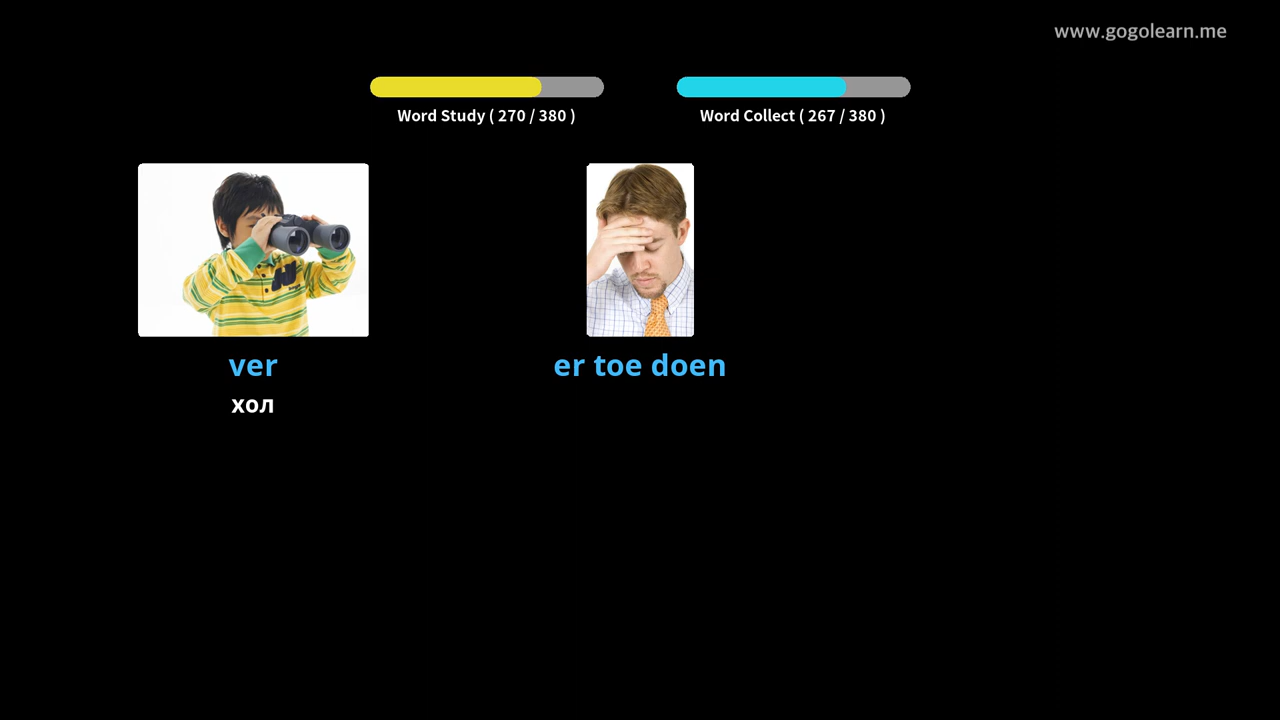 www.gogolearn.me
Word Study ( 270 / 380 )
Word Collect ( 267 / 380 )
ver
er toe doen
хол